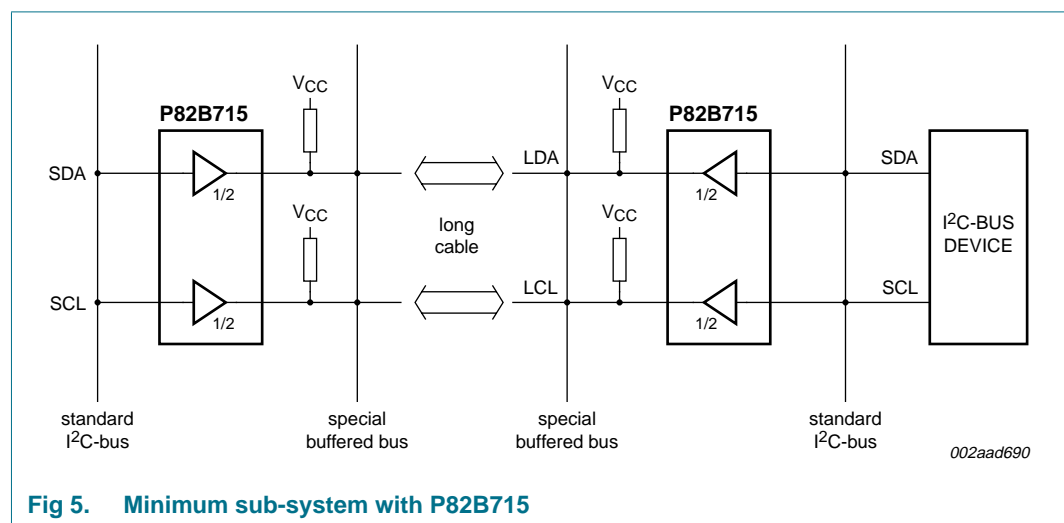 VCC
VCC
P82B715
P82B715
SDA
LDA
SDA
1/2
1/2
VCC
VCC
long
cable
I²C-BUS
DEVICE
SCL
LCL
SCL
1/2
1/2
standard
I²C-bus
special
buffered bus
special
buffered bus
standard
I²C-bus
002aad690
Fig 5. Minimum sub-system with P82B715